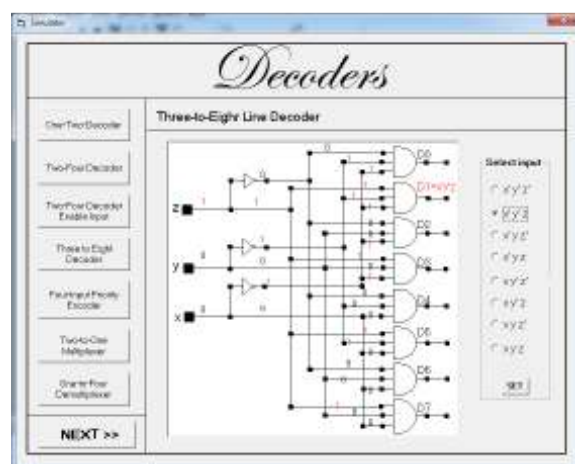 Simulator
Decoders
Three-to-Eighr Line Decoder
One-Two Decoder
Two-Four Decoder
Two-Four Decoder
Enable Input
Three to Eight
Decoder
Four-Input Priority
Encoder
Two-to-One
Multiplexer
One-to-Four
Demultiplexer
NEXT >>
z
y
x
D0
D1=x'y'z
D2
D3
D4
D5
D6
D7
Select input
x'y'z'
x'y'z
x'yz'
x'yz
xy'z'
xy'z
xyz'
xyz
SET